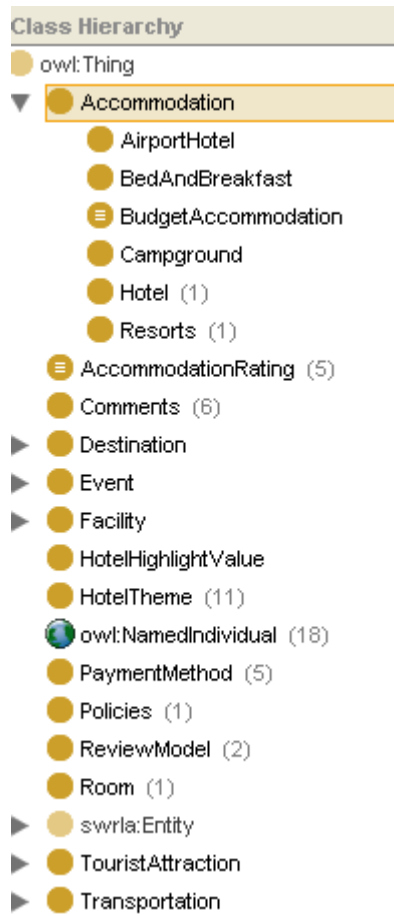 Class Hierarchy
owl:Thing
Accommodation
AirportHotel
BedAndBreakfast
BudgetAccommodation
Campground
Hotel (1)
Resorts (1)
AccommodationRating (5)
Comments (6)
Destination
Event
Facility
HotelHighlightValue
HotelTheme (11)
owl:NamedIndividual (18)
PaymentMethod (5)
Policies (1)
ReviewModel (2)
Room (1)
swrla:Entity
TouristAttraction
Transportation